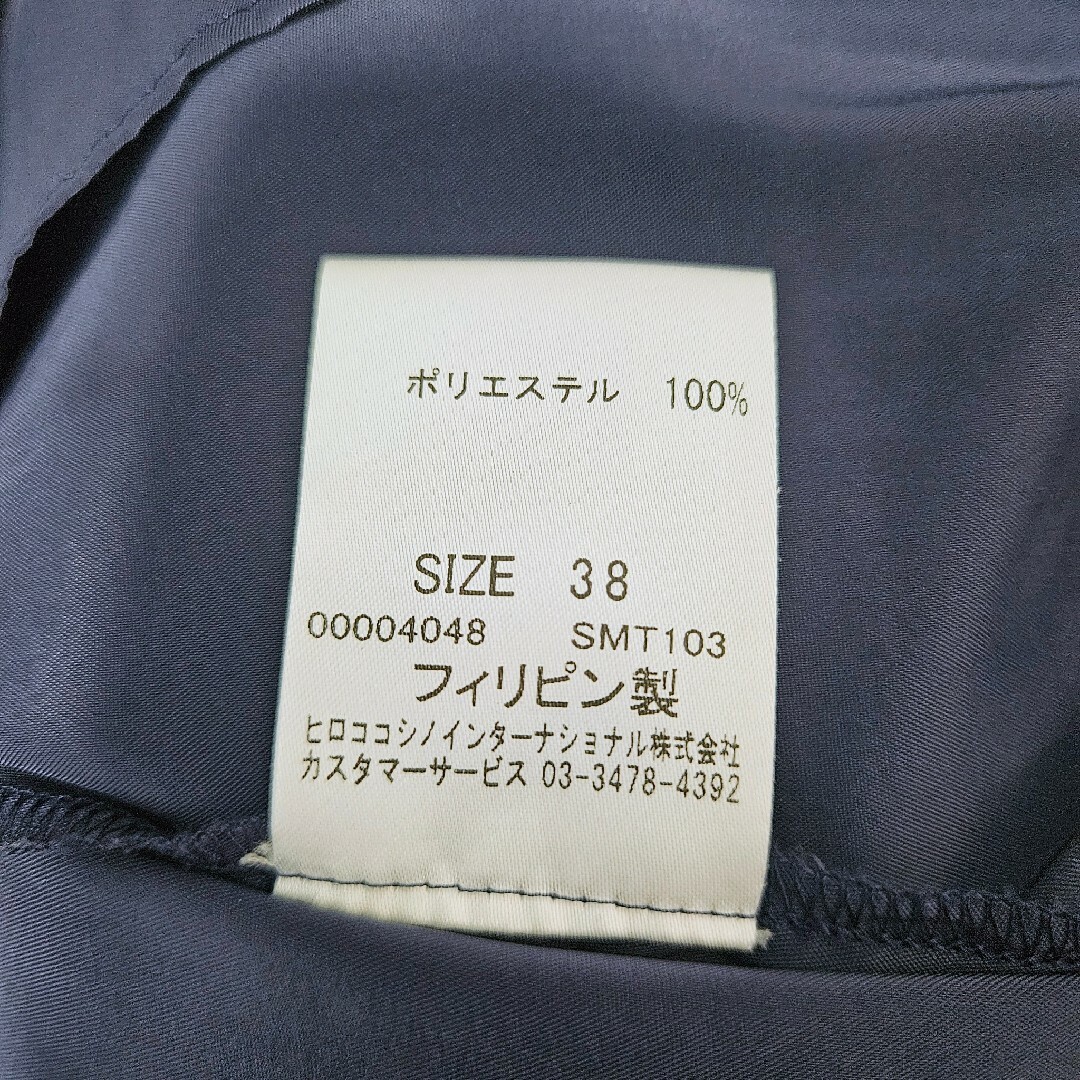 ポリエステル 100%
SIZE 38
00004048 SMT103
フィリピン製
ヒロココシノインターナショナル株式会社
カスタマーサービス 03-3478-4392